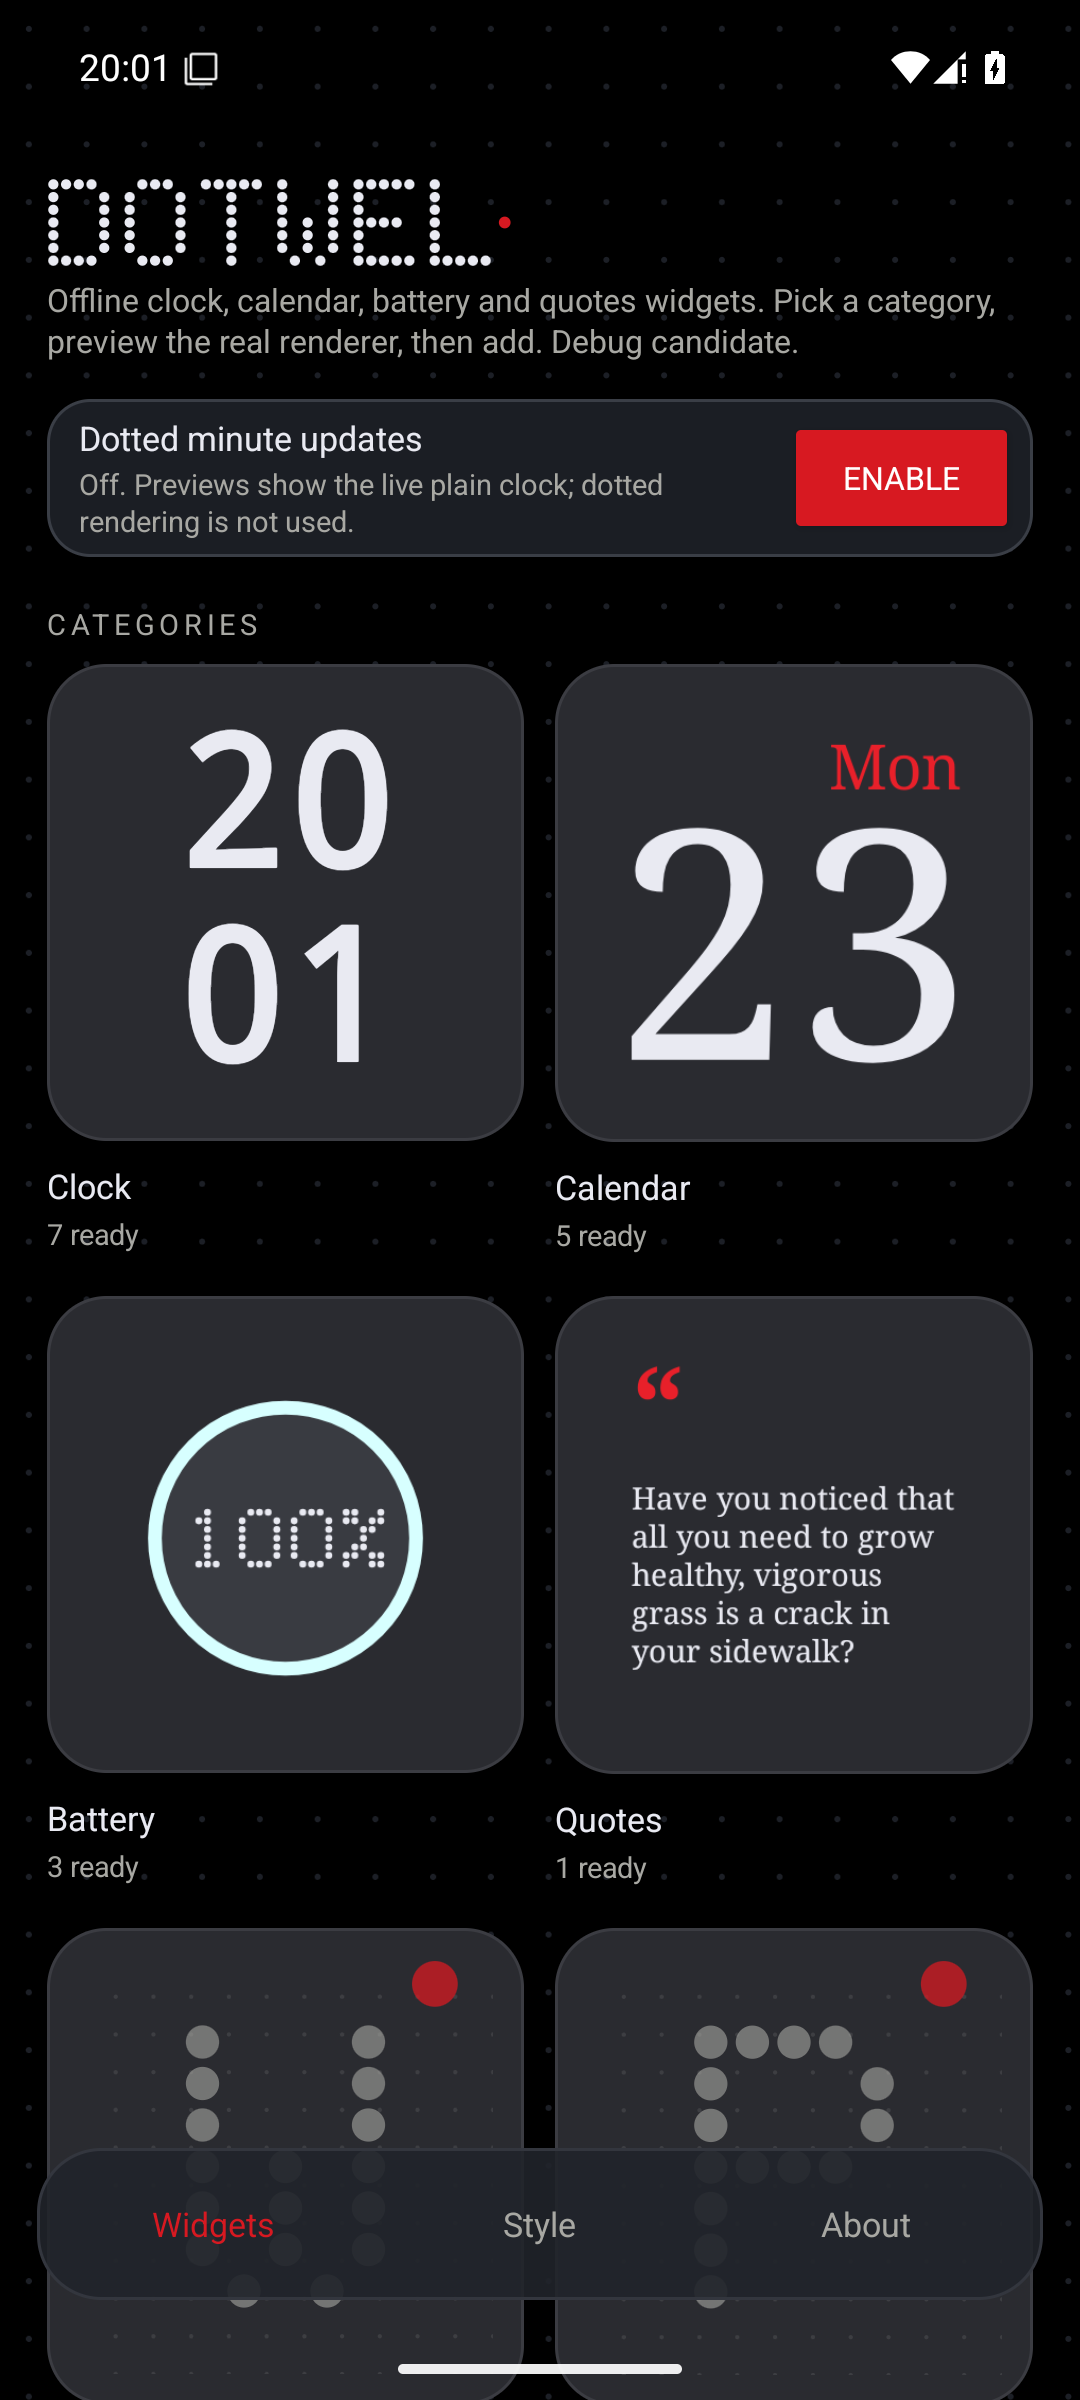 20:01
DOTWEL
Offline clock, calendar, battery and quotes widgets. Pick a category,
preview the real renderer, then add. Debug candidate.
Dotted minute updates
Off. Previews show the live plain clock; dotted
rendering is not used.
ENABLE
CATEGORIES
20
01
Mon
23
Clock
7 ready
Calendar
5 ready
100%
“
Have you noticed that
all you need to grow
healthy, vigorous
grass is a crack in
your sidewalk?
Battery
3 ready
Quotes
1 ready
W
P
Widgets
Style
About